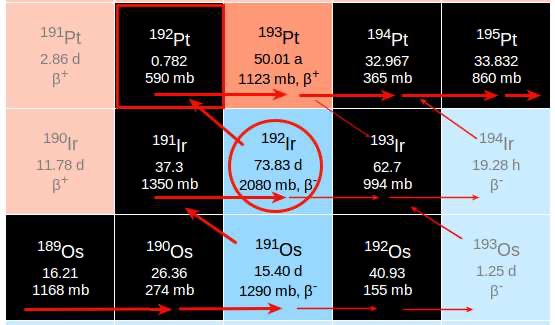 191Pt
2.86 d
β+
192Pt
0.782
590 mb
193Pt
50.01 a
1123 mb, β+
194Pt
32.967
365 mb
195Pt
33.832
860 mb
190Ir
11.78 d
β+
191Ir
37.3
1350 mb
192Ir
73.83 d
2080 mb, β-
193Ir
62.7
994 mb
194Ir
19.28 h
β-
189Os
16.21
1168 mb
190Os
26.36
274 mb
191Os
15.40 d
1290 mb, β-
192Os
40.93
155 mb
193Os
1.25 d
β-